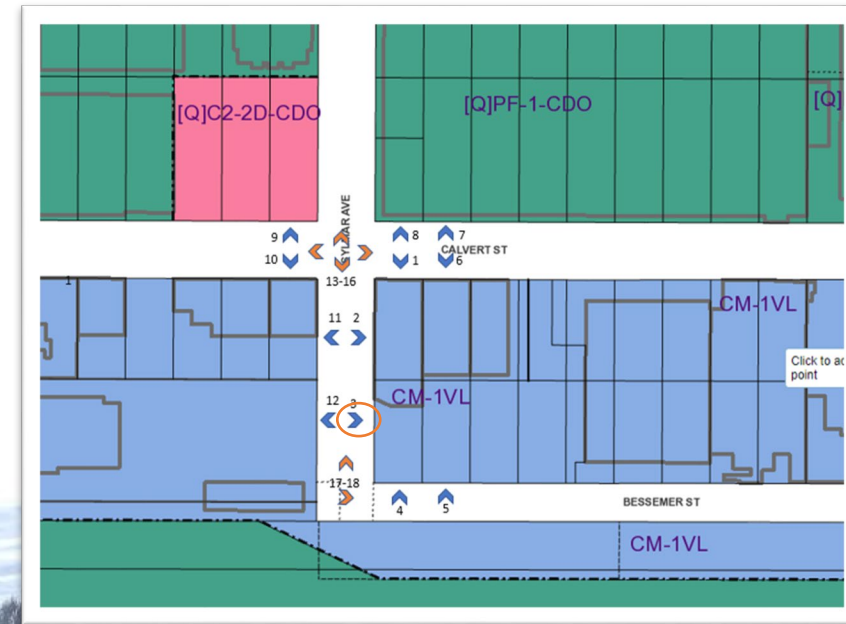 [Q]C2-2D-CDO
[Q]PF-1-CDO
[Q]
SYLMAR AVE
9
8
7
CALVERT ST
10
1
6
13-16
1
11 2
CM-1VL
Click to ad
point
12 3
CM-1VL
17-18
4
5
BESSEMER ST
CM-1VL